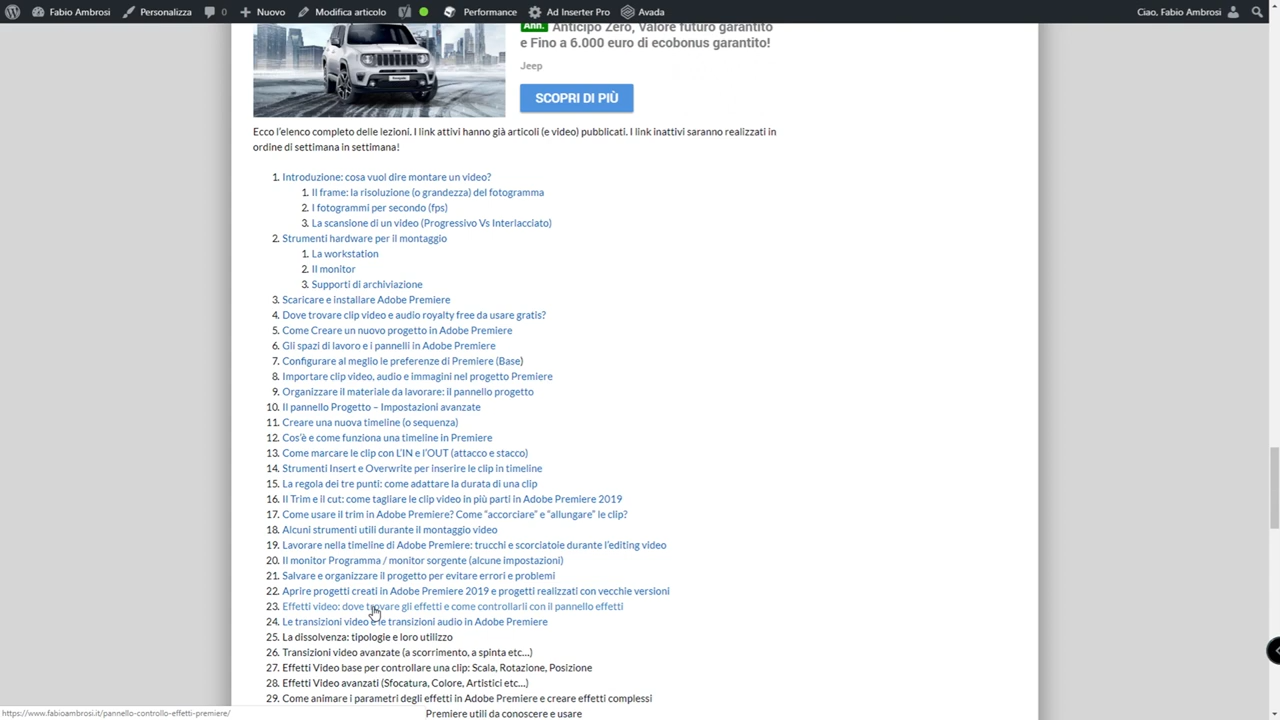 Fabio Ambrosi Personalizza 0 Nuovo Modifica articolo Performance Ad Inserter Pro Avada Ciao, Fabio Ambrosi
Ann. Anticipo Zero, Valore futuro garantito
e Fino a 6.000 euro di ecobonus garantito!
Jeep
SCOPRI DI PIÙ
Ecco l'elenco completo delle lezioni. I link attivi hanno già articoli (e video) pubblicati. I link inattivi saranno realizzati in
ordine di settimana in settimana!
1. Introduzione: cosa vuol dire montare un video?
1. Il frame: la risoluzione (o grandezza) del fotogramma
2. I fotogrammi per secondo (fps)
3. La scansione di un video (Progressivo Vs Interlacciato)
2. Strumenti hardware per il montaggio
1. La workstation
2. Il monitor
3. Supporti di archiviazione
3. Scaricare e installare Adobe Premiere
4. Dove trovare clip video e audio royalty free da usare gratis?
5. Come Creare un nuovo progetto in Adobe Premiere
6. Gli spazi di lavoro e i pannelli in Adobe Premiere
7. Configurare al meglio le preferenze di Premiere (Base)
8. Importare clip video, audio e immagini nel progetto Premiere
9. Organizzare il materiale da lavorare: il pannello progetto
10. Il pannello Progetto – Impostazioni avanzate
11. Creare una nuova timeline (o sequenza)
12. Cos'è e come funziona una timeline in Premiere
13. Come marcare le clip con L'IN e l'OUT (attacco e stacco)
14. Strumenti Insert e Overwrite per inserire le clip in timeline
15. La regola dei tre punti: come adattare la durata di una clip
16. Il Trim e il cut: come tagliare le clip video in più parti in Adobe Premiere 2019
17. Come usare il trim in Adobe Premiere? Come "accorciare" e "allungare" le clip?
18. Alcuni strumenti utili durante il montaggio video
19. Lavorare nella timeline di Adobe Premiere: trucchi e scorciatoie durante l'editing video
20. Il monitor Programma / monitor sorgente (alcune impostazioni)
21. Salvare e organizzare il progetto per evitare errori e problemi
22. Aprire progetti creati in Adobe Premiere 2019 e progetti realizzati con vecchie versioni
23. Effetti video: dove trovare gli effetti e come controllarli con il pannello effetti
24. Le transizioni video e le transizioni audio in Adobe Premiere
25. La dissolvenza: tipologie e loro utilizzo
26. Transizioni video avanzate (a scorrimento, a spinta etc...)
27. Effetti Video base per controllare una clip: Scala, Rotazione, Posizione
28. Effetti Video avanzati (Sfocatura, Colore, Artistici etc...)
29. Come animare i parametri degli effetti in Adobe Premiere e creare effetti complessi
https://www.fabioambrosi.it/pannello-controllo-effetti-premiere/ Premiere utili da conoscere e usare